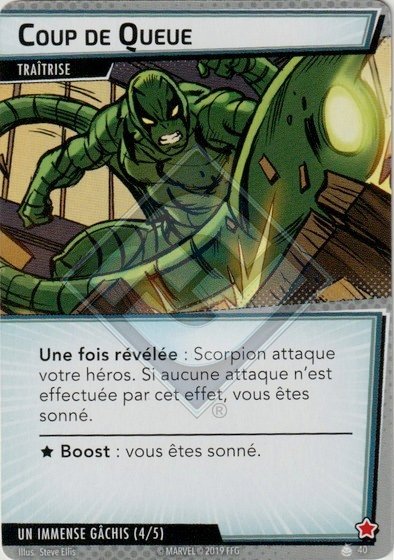 Coup de Queue
TRAÎTRISE
Une fois révélée : Scorpion attaque
votre héros. Si aucune attaque n'est
effectuée par cet effet, vous êtes
sonné.
★ Boost : vous êtes sonné.
UN IMMENSE GÂCHIS (4/5)
Illus. Steve Ellis
© MARVEL © 2019 FFG
40
®